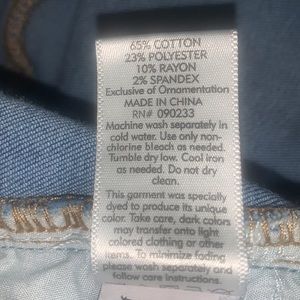 65% COTTON
23% POLYESTER
10% RAYON
2% SPANDEX
Exclusive of Ornamentation
MADE IN CHINA
RN# 090233
Machine wash separately in
cold water. Use only non-
chlorine bleach as needed.
Tumble dry low. Cool iron
as needed. Do not dry
clean.
This garment was specially
dyed to produce its unique
color. Take care, dark colors
may transfer onto light
colored clothing or other
items. To minimize fading
please wash separately and
follow care instructions.